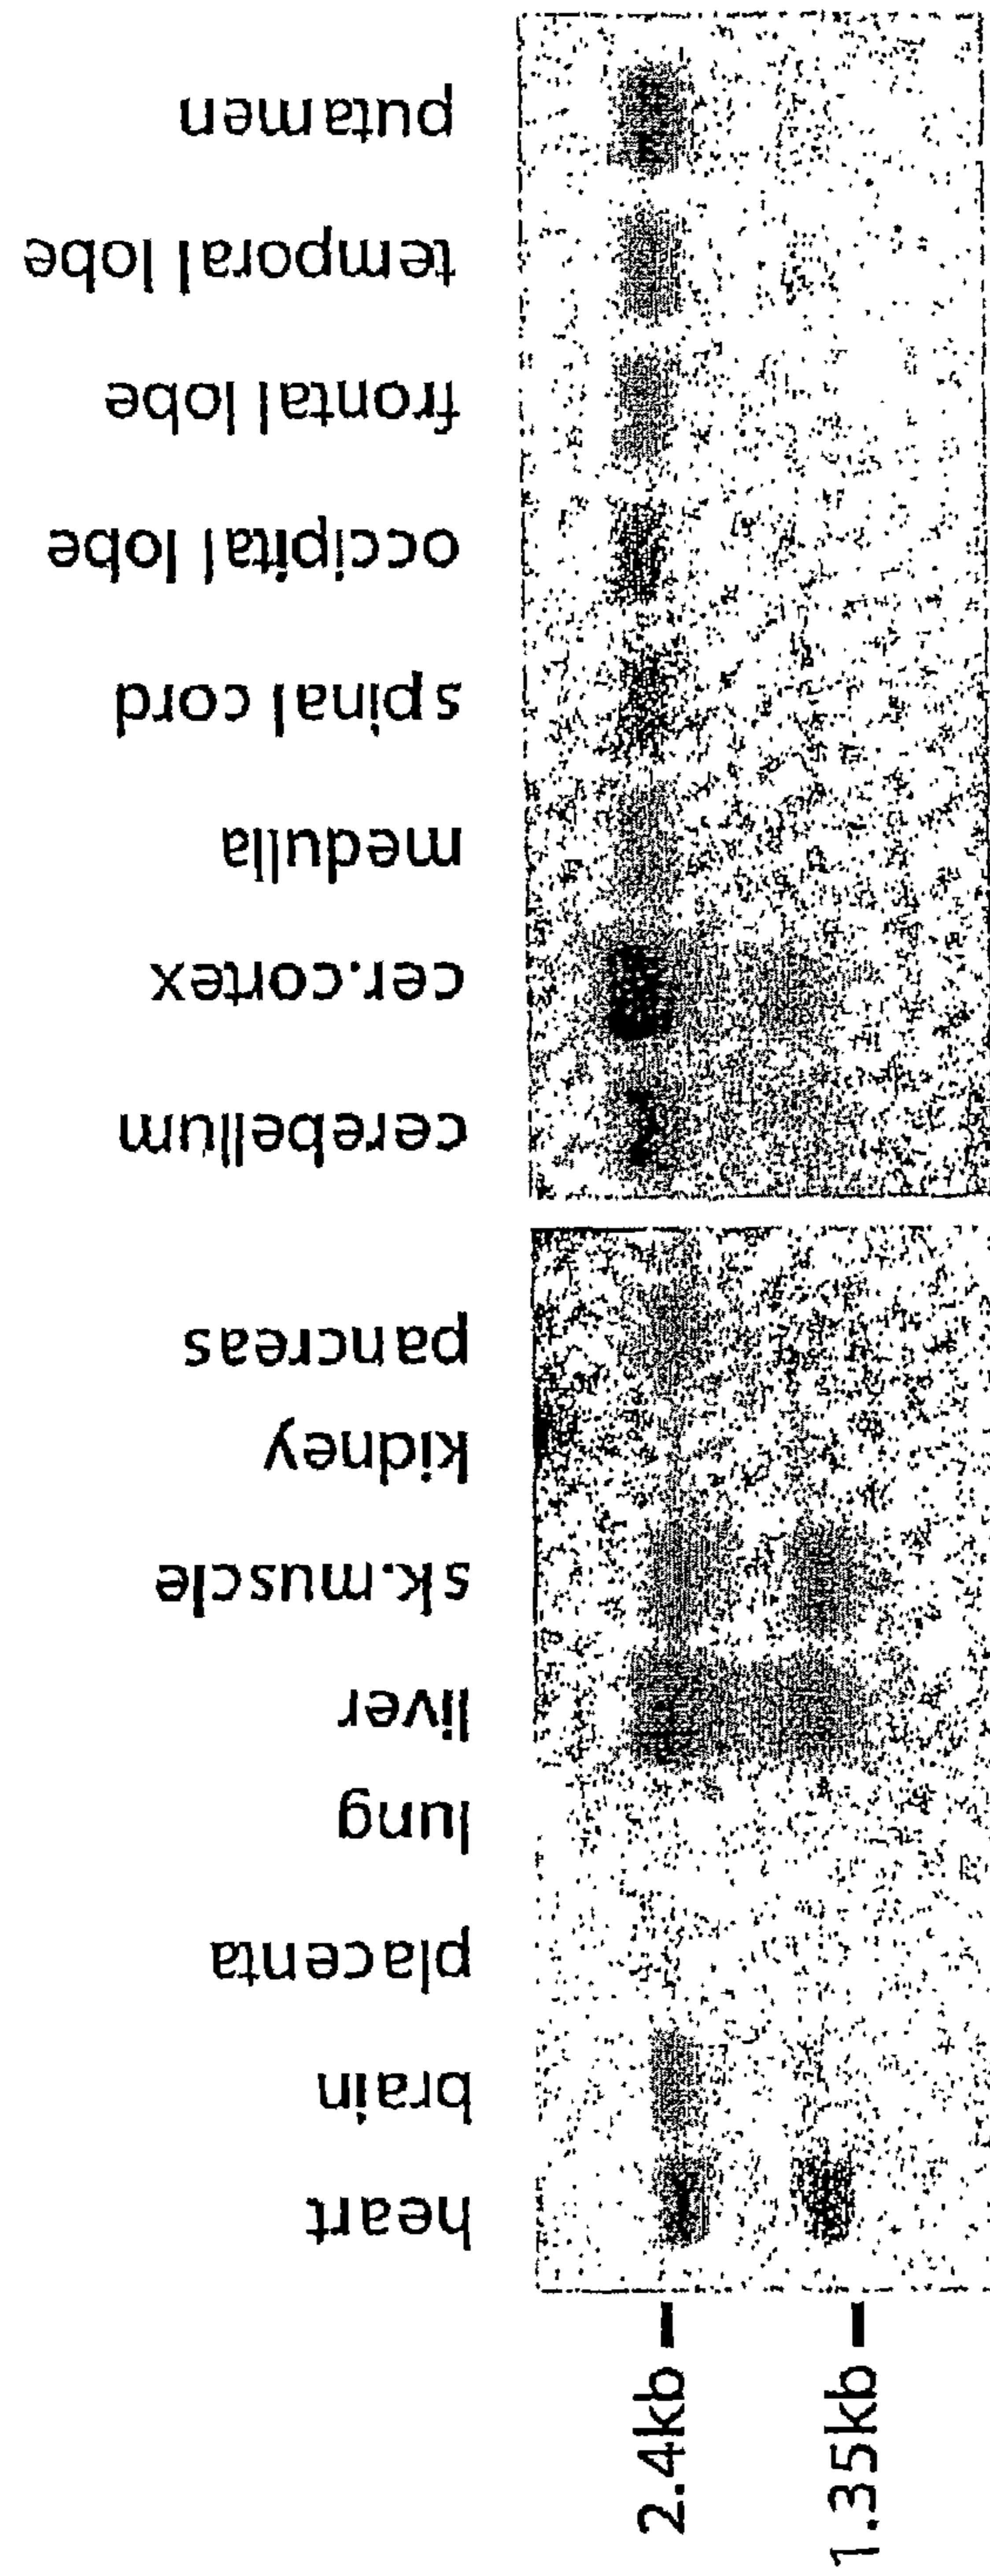 putamen
temporal lobe
frontal lobe
occipital lobe
spinal cord
medulla
cer.cortex
cerebellum
pancreas
kidney
sk.muscle
liver
lung
placenta
brain
heart
2.4kb
1.35kb